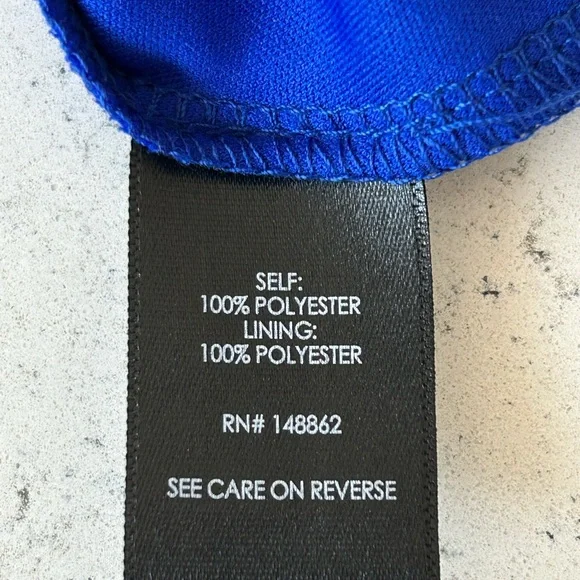 SELF:
100% POLYESTER
LINING:
100% POLYESTER
RN# 148862
SEE CARE ON REVERSE